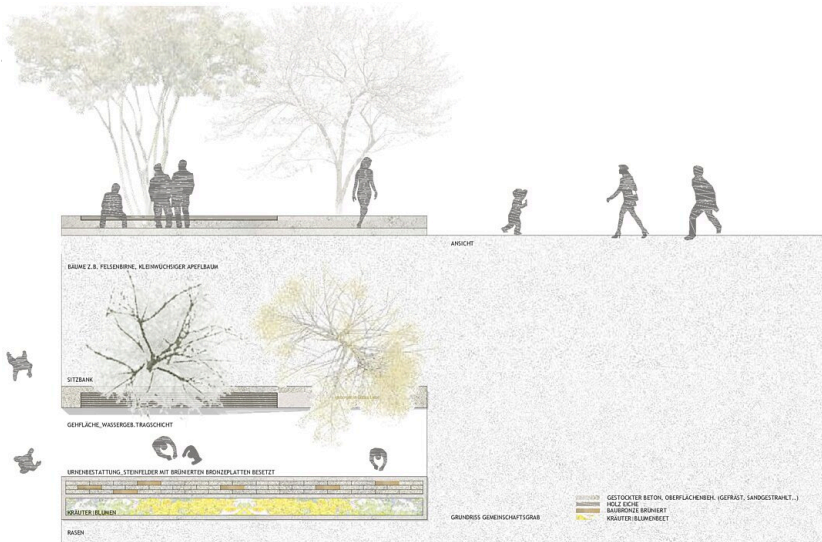 ANSICHT
BÄUME Z.B. FELSENBIRNE, KLEINWÜCHSIGER APEFLBAUM
SITZBANK
GEHFLÄCHE_WASSERGEB.TRAGSCHICHT
URNENBESTATTUNG_STEINFELDER MIT BRÜNIERTEN BRONZEPLATTEN BESETZT
KRÄUTER|BLUMEN
RASEN
GRUNDRISS GEMEINSCHAFTSGRAB
GESTOCKTER BETON, OBERFLÄCHENBEH. (GEFRÄST, SANDGESTRAHLT..)
HOLZ EICHE
BAUBRONZE BRÜNIERT
KRÄUTER|BLUMENBEET